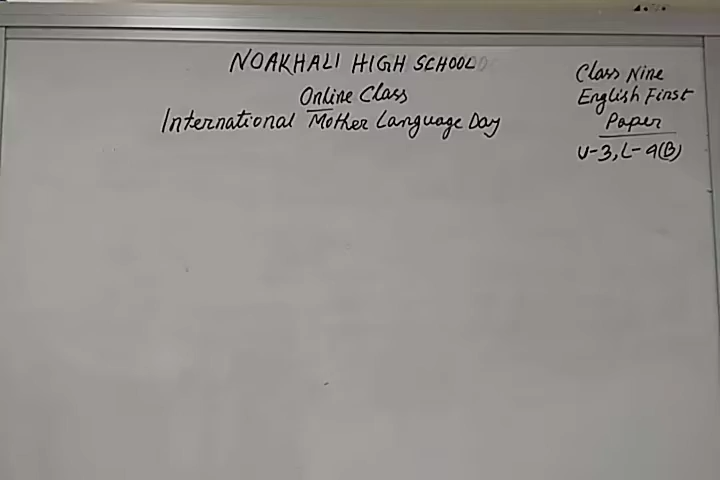 NOAKHALI HIGH SCHOOL
Online Class
International Mother Language Day
Class Nine
English First
Paper
U-3, L-4(B)